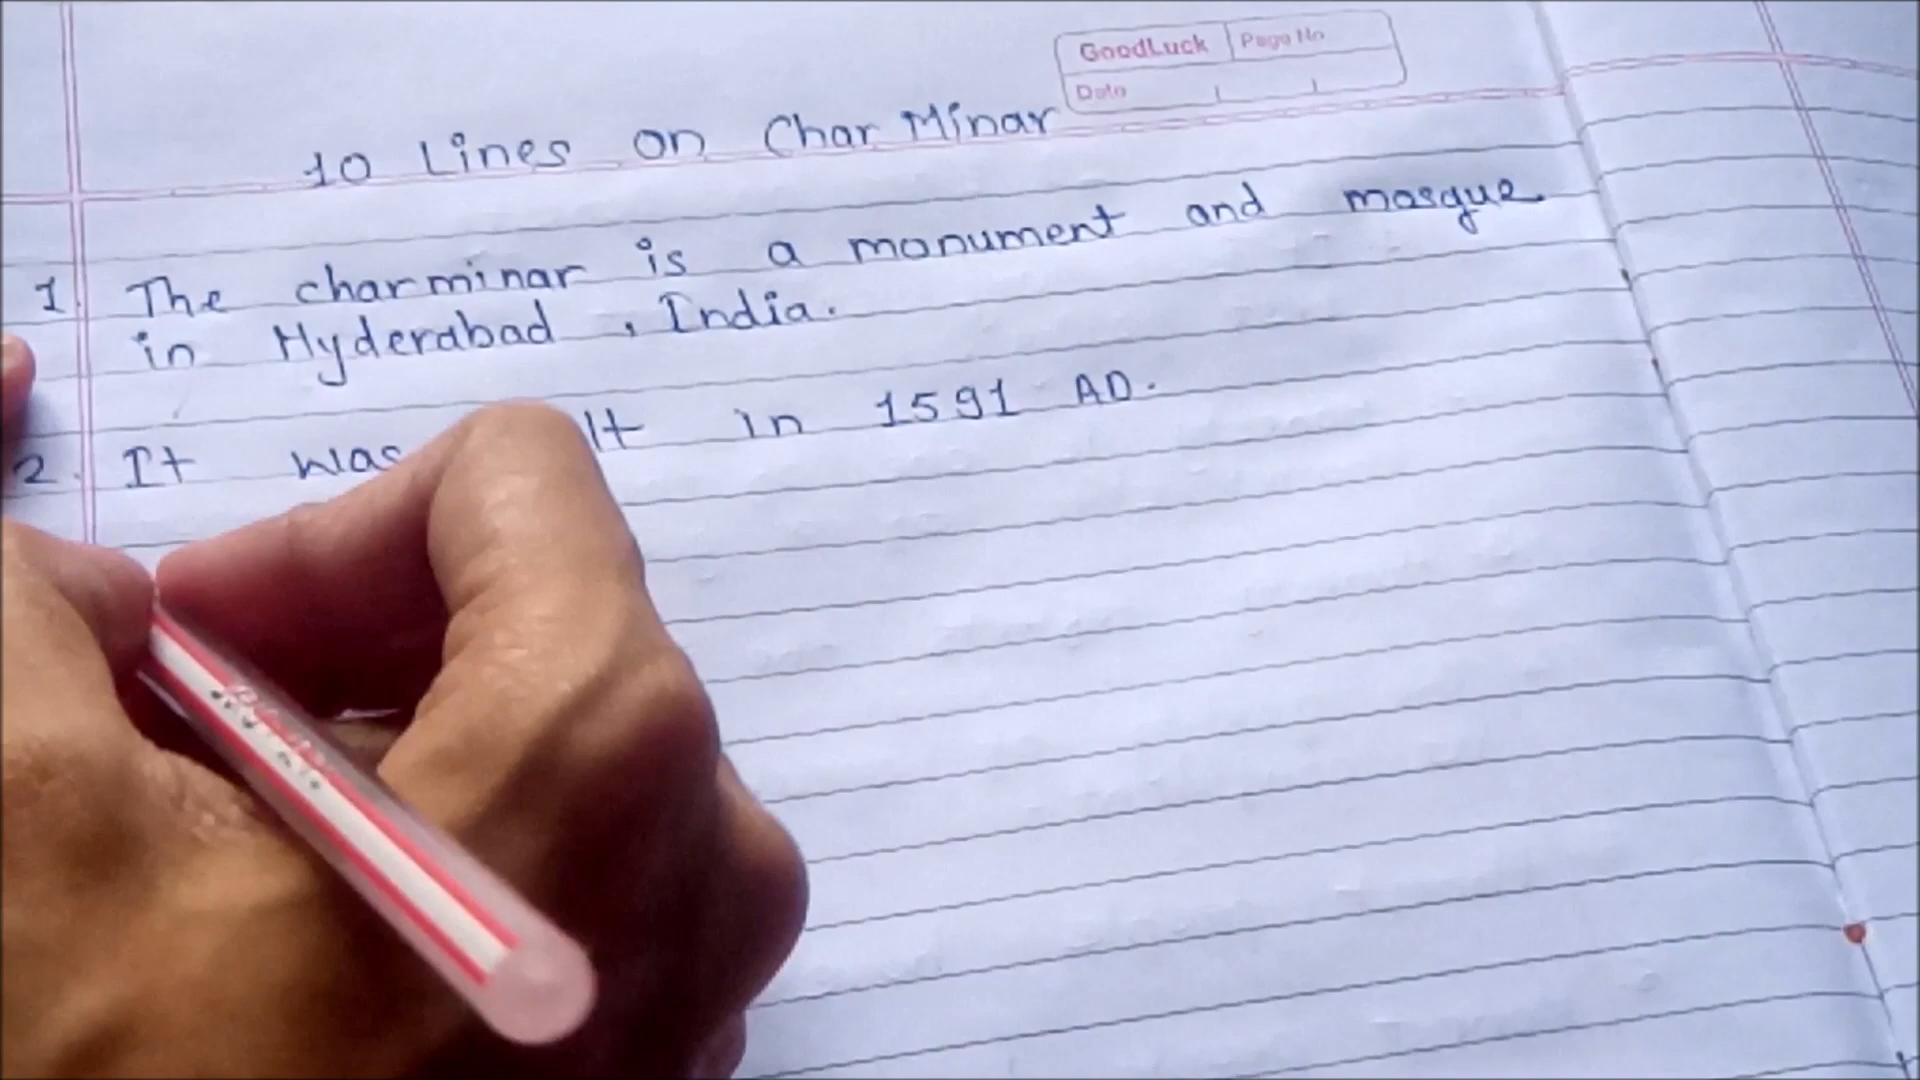 GoodLuck Page No
Date
10 Lines on Char Minar
1. The charminar is a monument and mosque
in Hyderabad, India.
2. It was lt in 1591 AD.